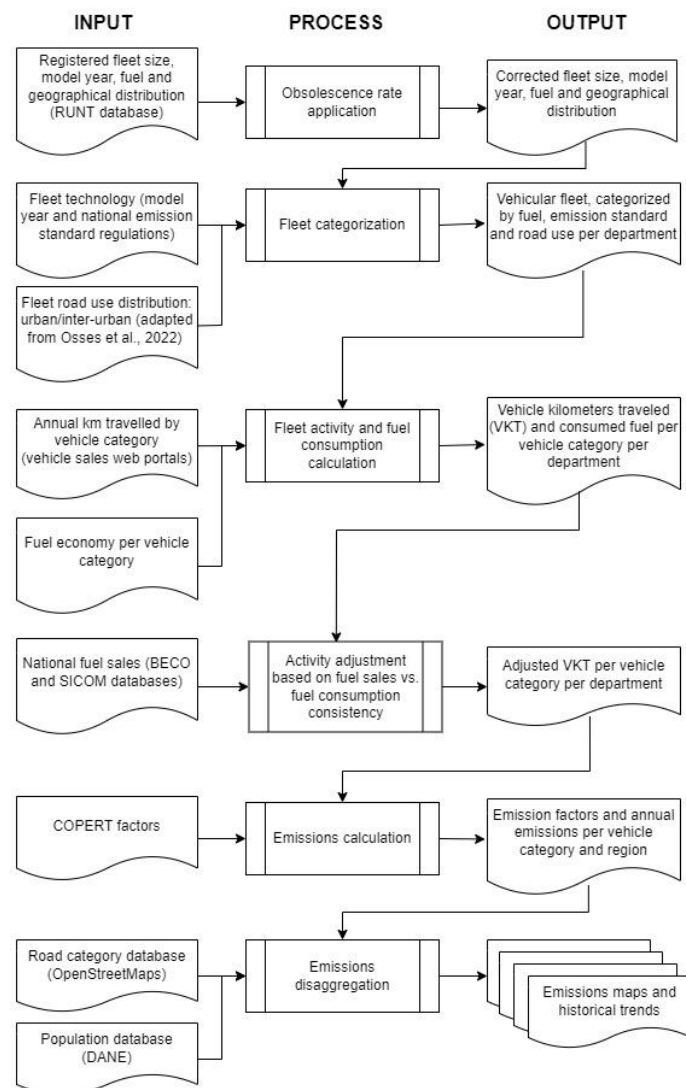 INPUT
PROCESS
OUTPUT
Registered fleet size,
model year, fuel and
geographical distribution
(RUNT database)
Obsolescence rate
application
Corrected fleet size, model
year, fuel and geographical
distribution
Fleet technology (model
year and national emission
standard regulations)
Fleet categorization
Vehicular fleet, categorized
by fuel, emission standard
and road use per department
Fleet road use distribution:
urban/inter-urban (adapted
from Osses et al., 2022)
Annual km travelled by
vehicle category
(vehicle sales web portals)
Fleet activity and fuel
consumption
calculation
Vehicle kilometers traveled
(VKT) and consumed fuel per
vehicle category per
department
Fuel economy per vehicle
category
National fuel sales (BECO
and SICOM databases)
Activity adjustment
based on fuel sales vs.
fuel consumption
consistency
Adjusted VKT per vehicle
category per department
COPERT factors
Emissions calculation
Emission factors and annual
emissions per vehicle
category and region
Road category database
(OpenStreetMaps)
Emissions
disaggregation
Emissions maps and
historical trends
Population database
(DANE)